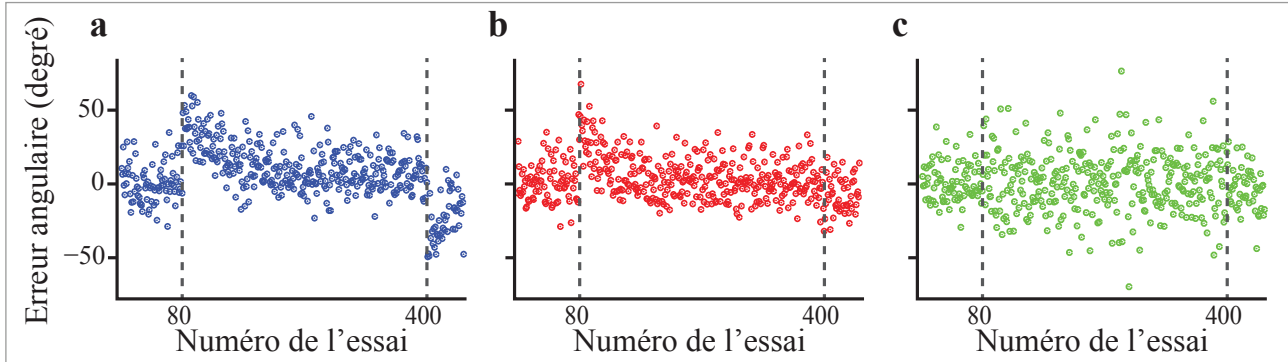 a b c
Erreur angulaire (degré)
50
0
−50
80 400 80 400 80 400
Numéro de l’essai Numéro de l’essai Numéro de l’essai